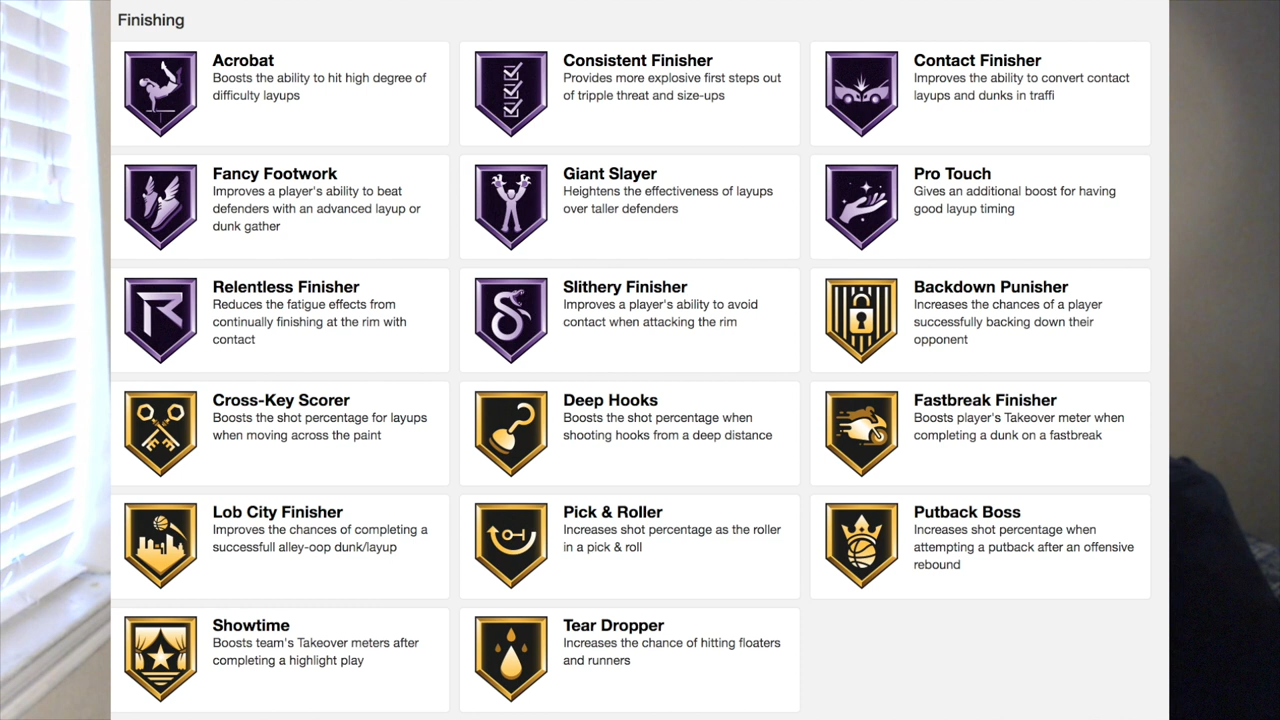 Finishing
Acrobat
Boosts the ability to hit high degree of
difficulty layups
Consistent Finisher
Provides more explosive first steps out
of tripple threat and size-ups
Contact Finisher
Improves the ability to convert contact
layups and dunks in traffi
Fancy Footwork
Improves a player's ability to beat
defenders with an advanced layup or
dunk gather
Giant Slayer
Heightens the effectiveness of layups
over taller defenders
Pro Touch
Gives an additional boost for having
good layup timing
Relentless Finisher
Reduces the fatigue effects from
continually finishing at the rim with
contact
Slithery Finisher
Improves a player's ability to avoid
contact when attacking the rim
Backdown Punisher
Increases the chances of a player
successfully backing down their
opponent
Cross-Key Scorer
Boosts the shot percentage for layups
when moving across the paint
Deep Hooks
Boosts the shot percentage when
shooting hooks from a deep distance
Fastbreak Finisher
Boosts player's Takeover meter when
completing a dunk on a fastbreak
Lob City Finisher
Improves the chances of completing a
successfull alley-oop dunk/layup
Pick & Roller
Increases shot percentage as the roller
in a pick & roll
Putback Boss
Increases shot percentage when
attempting a putback after an offensive
rebound
Showtime
Boosts team's Takeover meters after
completing a highlight play
Tear Dropper
Increases the chance of hitting floaters
and runners